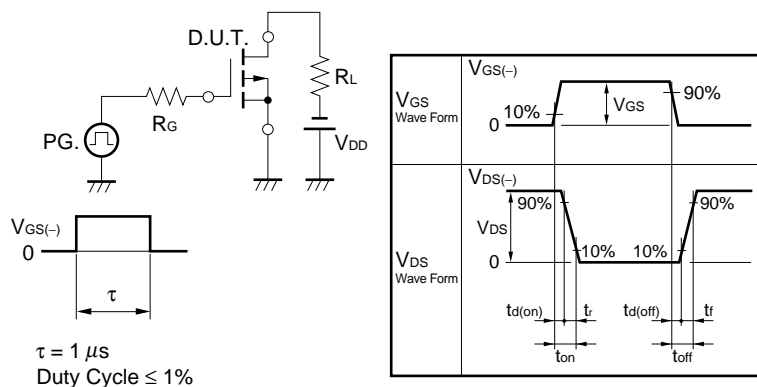 D.U.T.
RL
RG
PG.
VDD
VGS(−)
0
τ
τ = 1 μs
Duty Cycle ≤ 1%
VGS
Wave Form
VGS(−)
10%
VGS
90%
0
VDS
Wave Form
VDS(−)
90%
90%
VDS
10%
10%
0
td(on)
tr
td(off)
tf
ton
toff